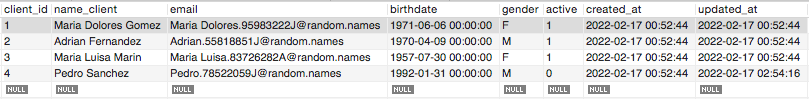 client_id name_client email birthdate gender active created_at updated_at
1 Maria Dolores Gomez Maria Dolores.95983222J@random.names 1971-06-06 00:00:00 F 1 2022-02-17 00:52:44 2022-02-17 00:52:44
2 Adrian Fernandez Adrian.55818851J@random.names 1970-04-09 00:00:00 M 1 2022-02-17 00:52:44 2022-02-17 00:52:44
3 Maria Luisa Marin Maria Luisa.83726282A@random.names 1957-07-30 00:00:00 F 1 2022-02-17 00:52:44 2022-02-17 00:52:44
4 Pedro Sanchez Pedro.78522059J@random.names 1992-01-31 00:00:00 M 0 2022-02-17 00:52:44 2022-02-17 02:54:16
NULL NULL NULL NULL NULL NULL NULL NULL